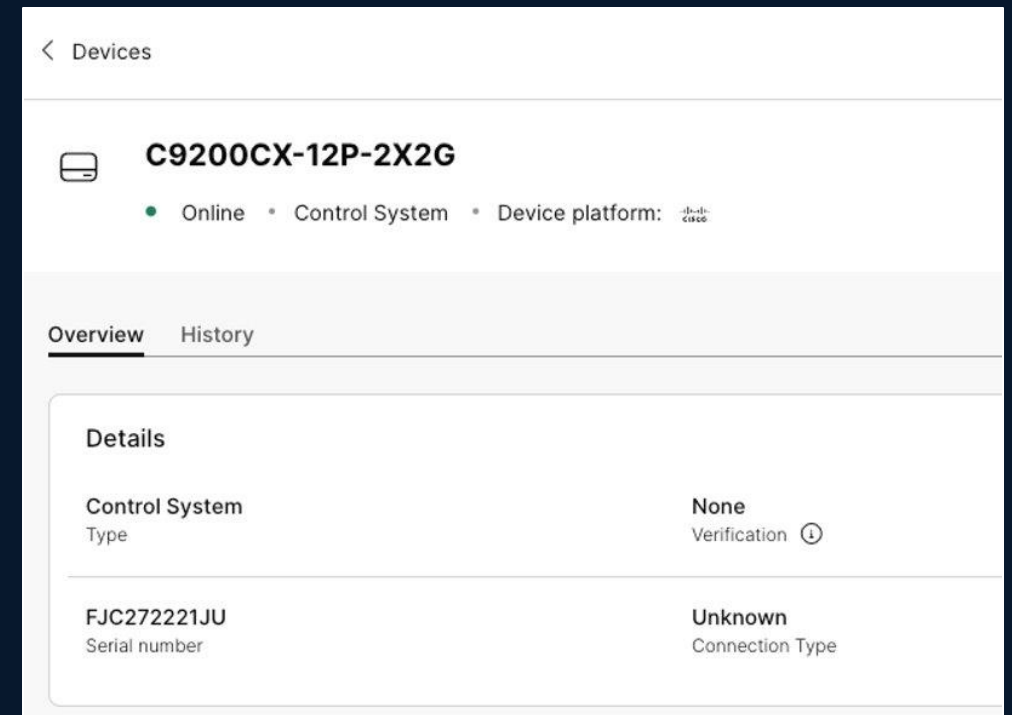 Devices
C9200CX-12P-2X2G
Online • Control System • Device platform: CISCO
Overview History
Details
Control System None
Type Verification
FJC272221JU Unknown
Serial number Connection Type